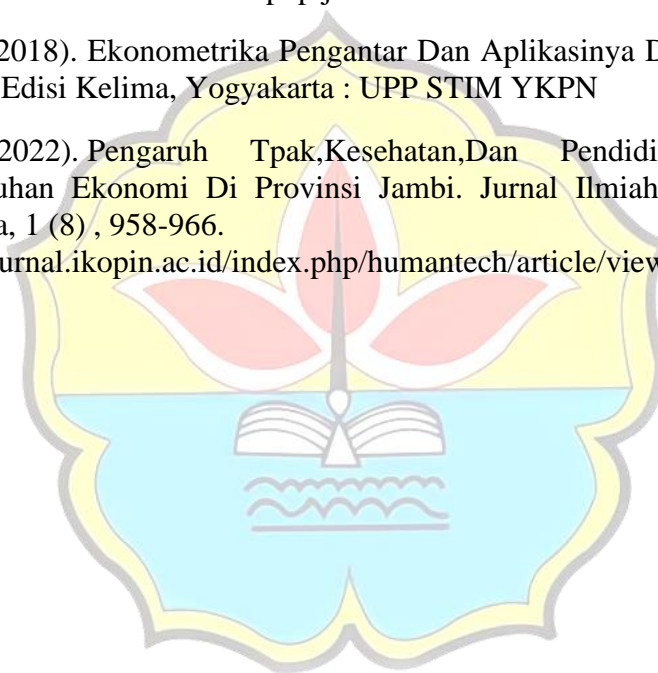 2018). Ekonometrika Pengantar Dan Aplikasinya D
Edisi Kelima, Yogyakarta : UPP STIM YKPN
2022). Pengaruh Tpak,Kesehatan,Dan Pendidi
uhan Ekonomi Di Provinsi Jambi. Jurnal Ilmiah
a, 1 (8) , 958-966.
urnal.ikopin.ac.id/index.php/humantech/article/view